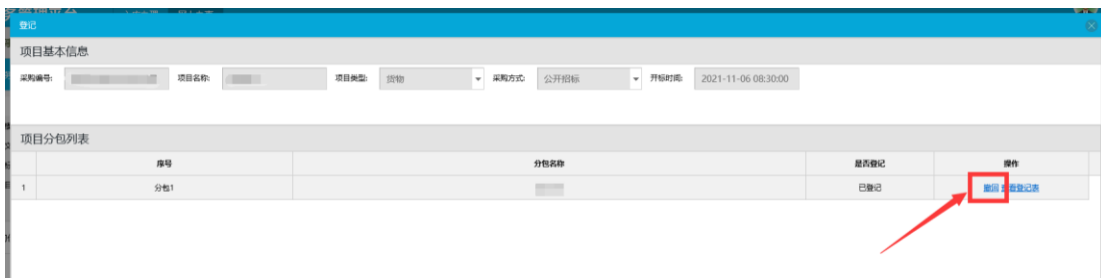 登记
项目基本信息
采购编号: 项目名称: 项目类型: 货物 采购方式: 公开招标 开标时间: 2021-11-06 08:30:00
项目分包列表
序号 分包名称 是否登记 操作
1 分包1 已登记 撤回 查看登记表